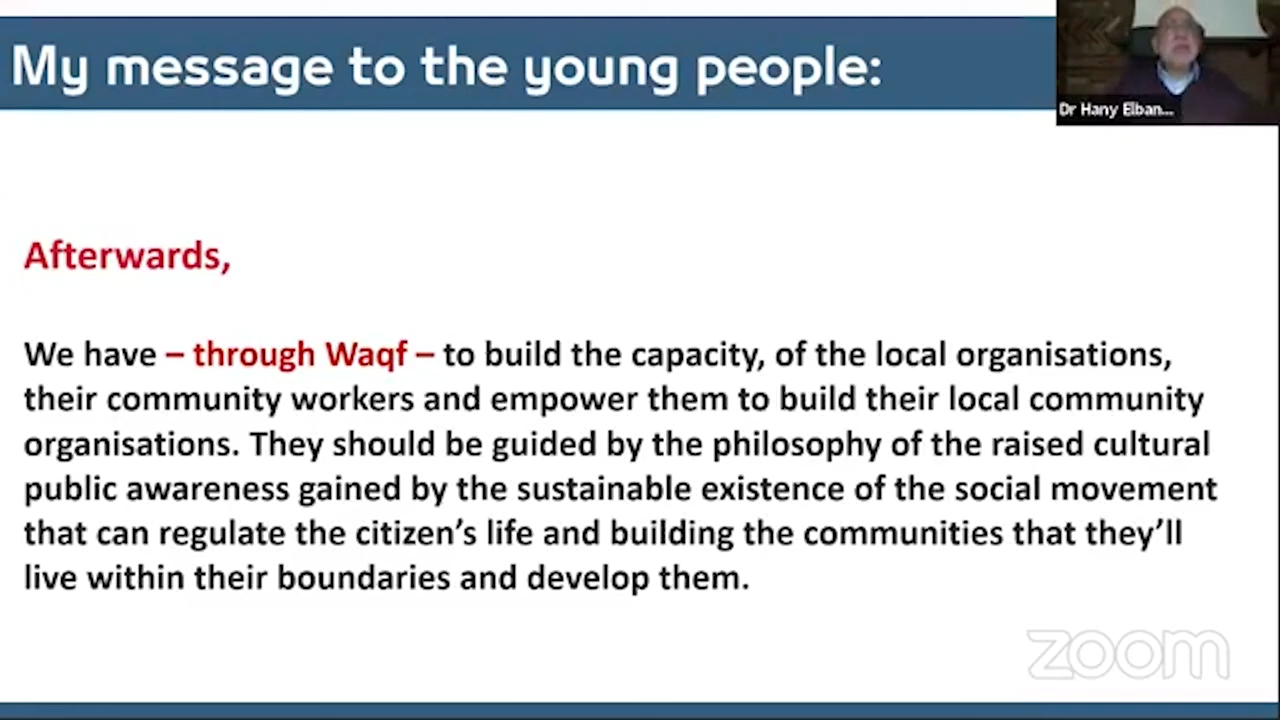 My message to the young people:
Dr Hany Elban...
Afterwards,
We have – through Waqf – to build the capacity, of the local organisations,
their community workers and empower them to build their local community
organisations. They should be guided by the philosophy of the raised cultural
public awareness gained by the sustainable existence of the social movement
that can regulate the citizen’s life and building the communities that they’ll
live within their boundaries and develop them.
zoom